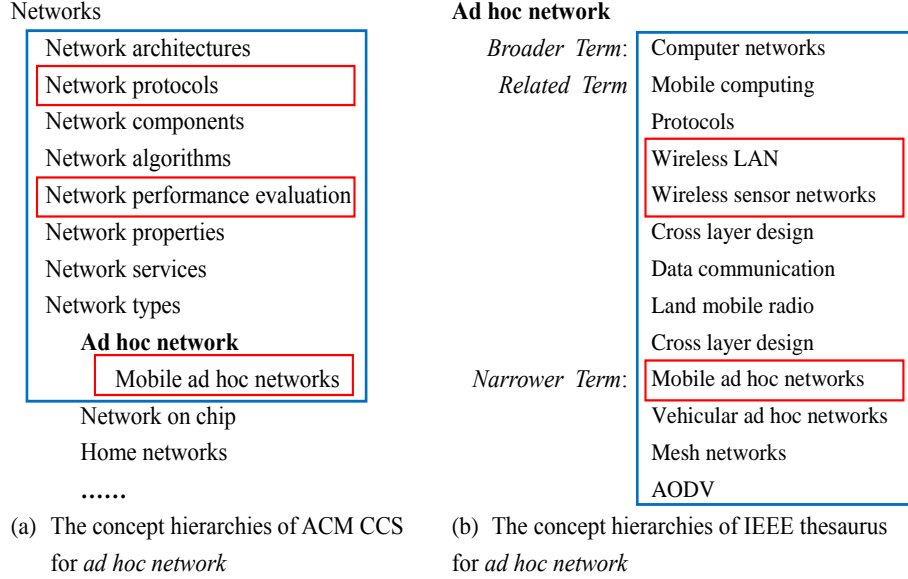 Networks
Network architectures
Network protocols
Network components
Network algorithms
Network performance evaluation
Network properties
Network services
Network types
Ad hoc network
Mobile ad hoc networks
Network on chip
Home networks
......
(a) The concept hierarchies of ACM CCS
for ad hoc network
Ad hoc network
Broader Term: Computer networks
Related Term Mobile computing
Protocols
Wireless LAN
Wireless sensor networks
Cross layer design
Data communication
Land mobile radio
Cross layer design
Narrower Term: Mobile ad hoc networks
Vehicular ad hoc networks
Mesh networks
AODV
(b) The concept hierarchies of IEEE thesaurus
for ad hoc network